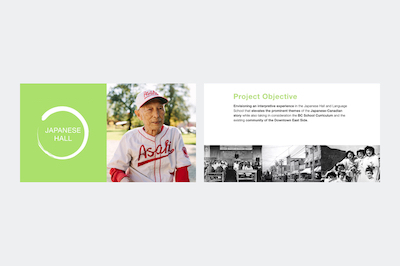 JAPANESE
HALL
Asahi
Project Objective
Envisioning an interpretive experience in the Japanese Hall and Language
School that elevates the prominent themes of the Japanese-Canadian
story while also taking in consideration the BC School Curriculum and the
existing community of the Downtown East Side.